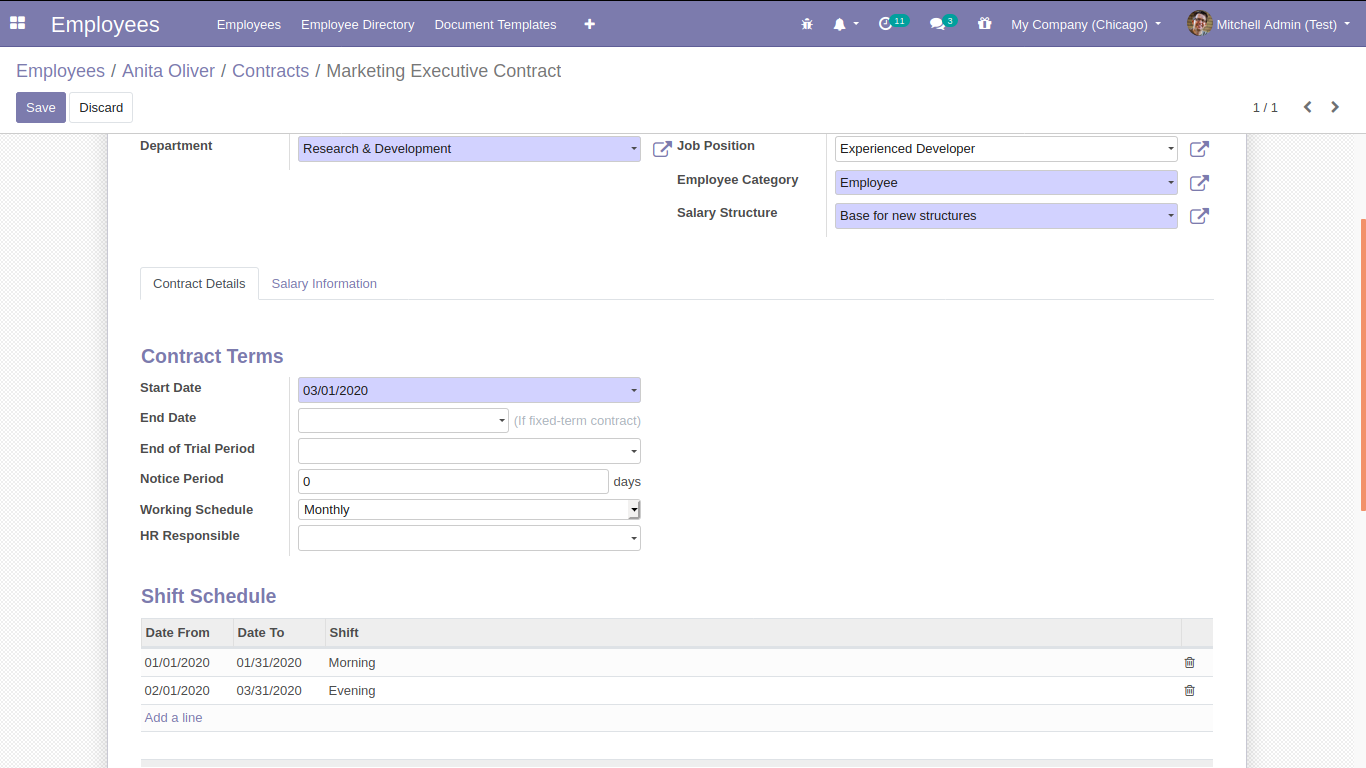 Employees Employees Employee Directory Document Templates + 11 3 My Company (Chicago) Mitchell Admin (Test)
Employees / Anita Oliver / Contracts / Marketing Executive Contract
Save Discard 1 / 1
Department Research & Development Job Position Experienced Developer
Employee Category Employee
Salary Structure Base for new structures
Contract Details Salary Information
Contract Terms
Start Date 03/01/2020
End Date (If fixed-term contract)
End of Trial Period
Notice Period 0 days
Working Schedule Monthly
HR Responsible
Shift Schedule
Date From Date To Shift
01/01/2020 01/31/2020 Morning
02/01/2020 03/31/2020 Evening
Add a line